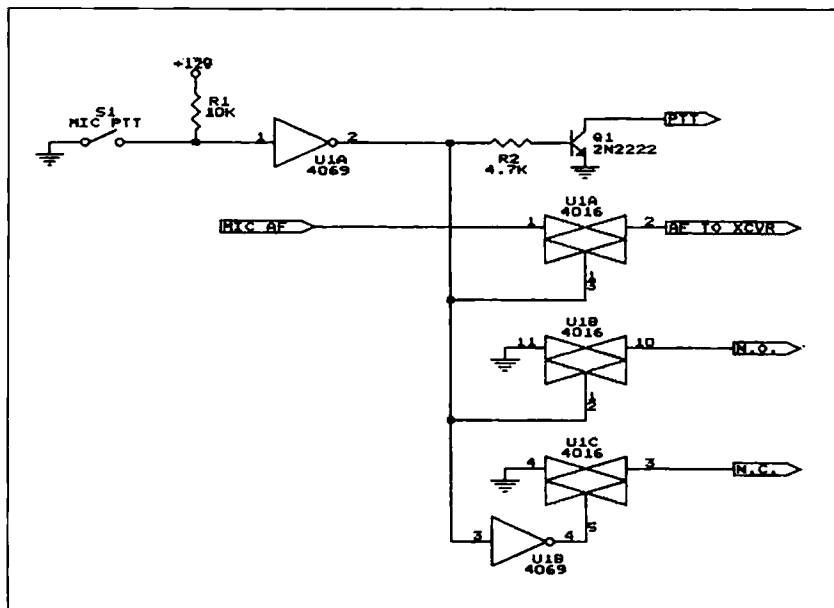 +12V
S1
MIC PTT
R1
10K
1
2
U1A
4069
R2
4.7K
Q1
2N2222
PTT
MIC AF
U1A
4016
1
2
AF TO XCVR
13
U1B
4016
11
10
N.O.
12
U1C
4016
4
3
N.C.
5
3
4
U1B
4069